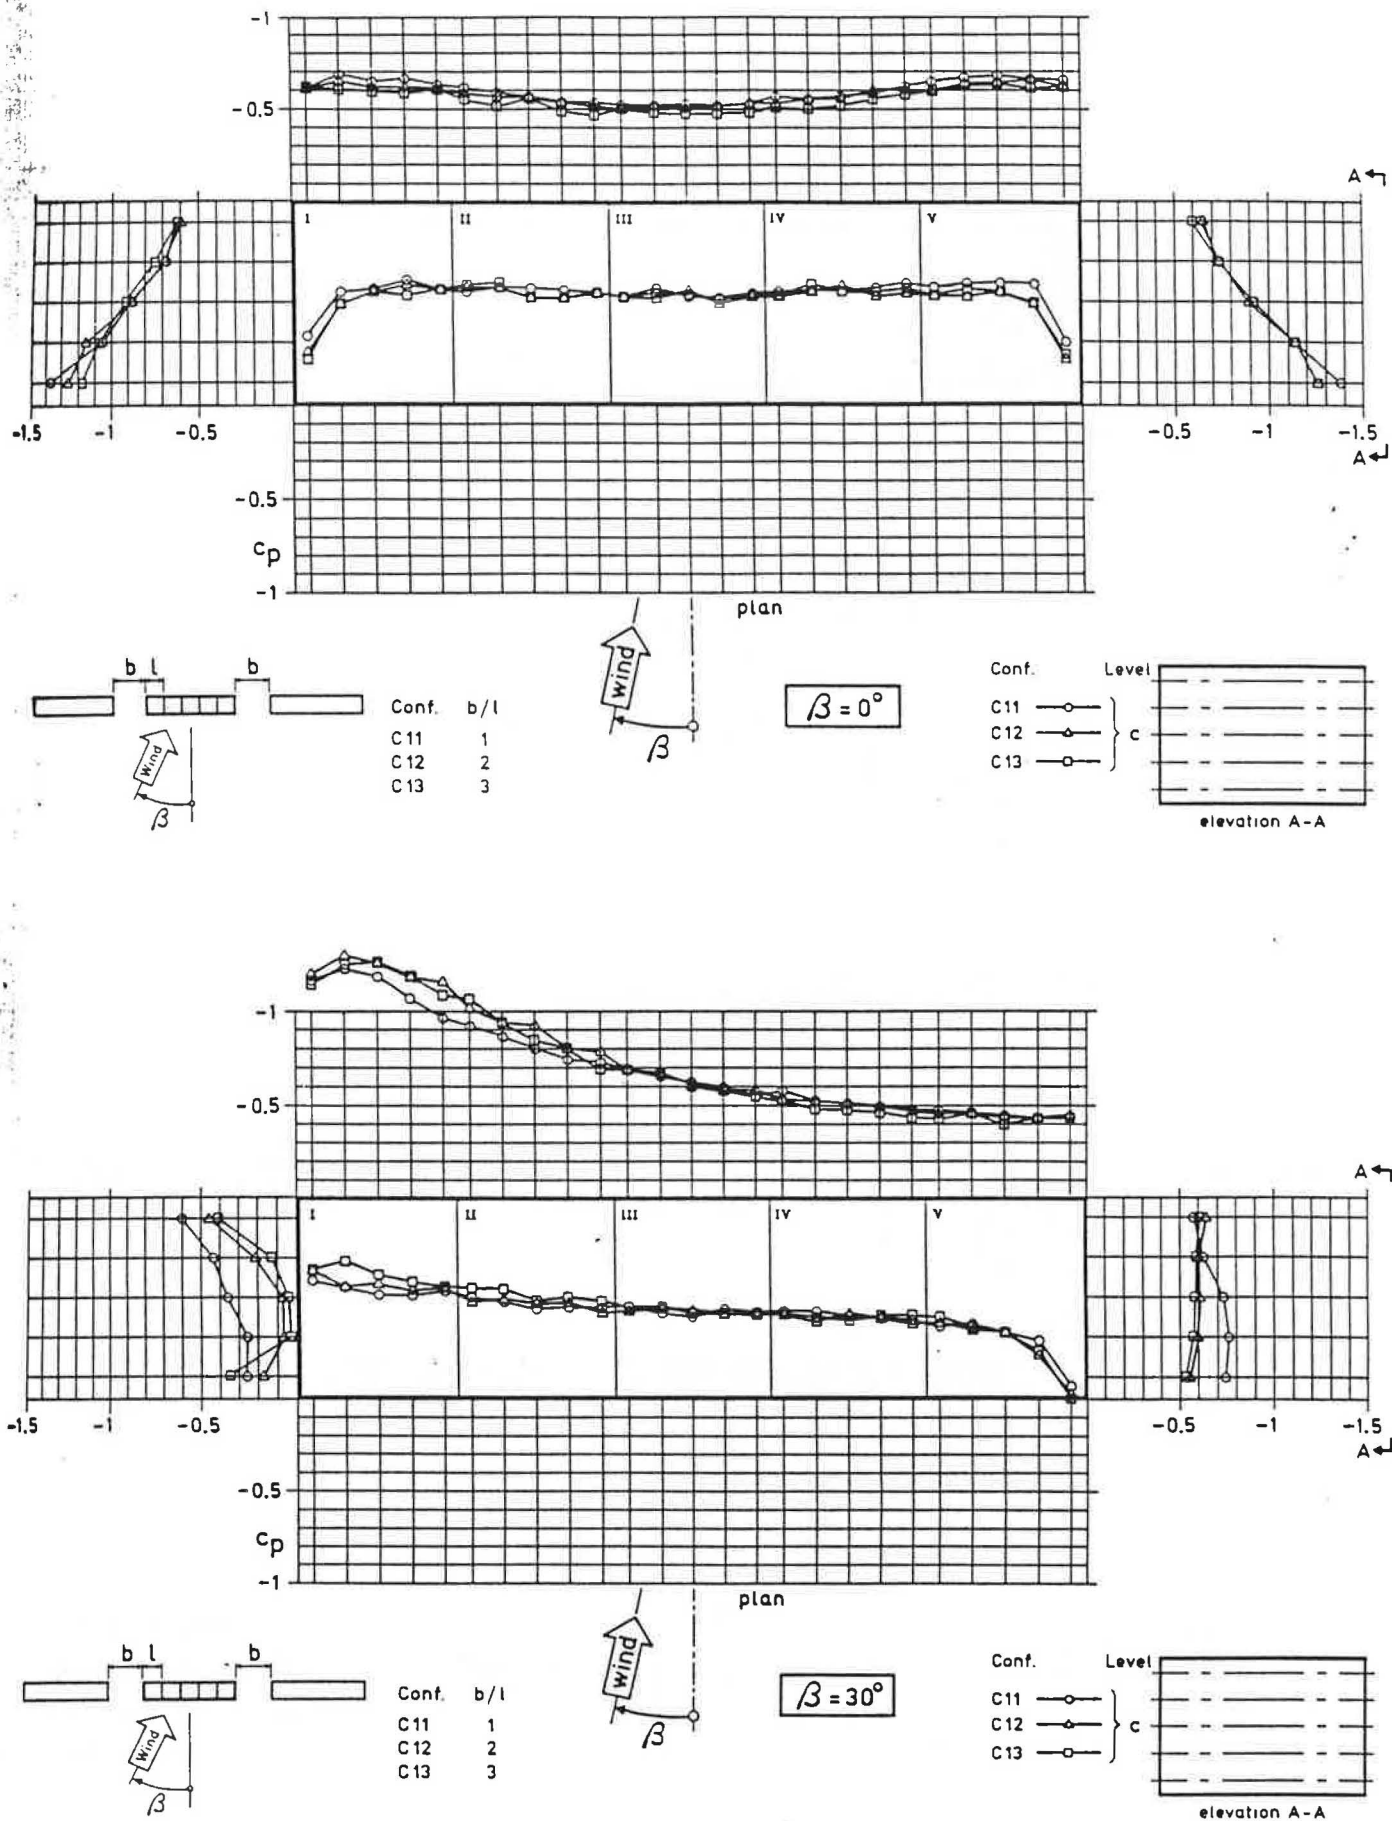 -1
-0.5
A
I II III IV V
-1.5 -1 -0.5
-0.5 -1 -1.5
A
-0.5
cp
-1
plan
b l b
Wind
β
Conf. b/l
C11 1
C12 2
C13 3
wind
β
β = 0°
Conf. Level
C11
C12 c
C13
elevation A-A
-1
-0.5
A
I II III IV V
-1.5 -1 -0.5
-0.5 -1 -1.5
A
-0.5
cp
-1
plan
b l b
Wind
β
Conf. b/l
C11 1
C12 2
C13 3
wind
β
β = 30°
Conf. Level
C11
C12 c
C13
elevation A-A